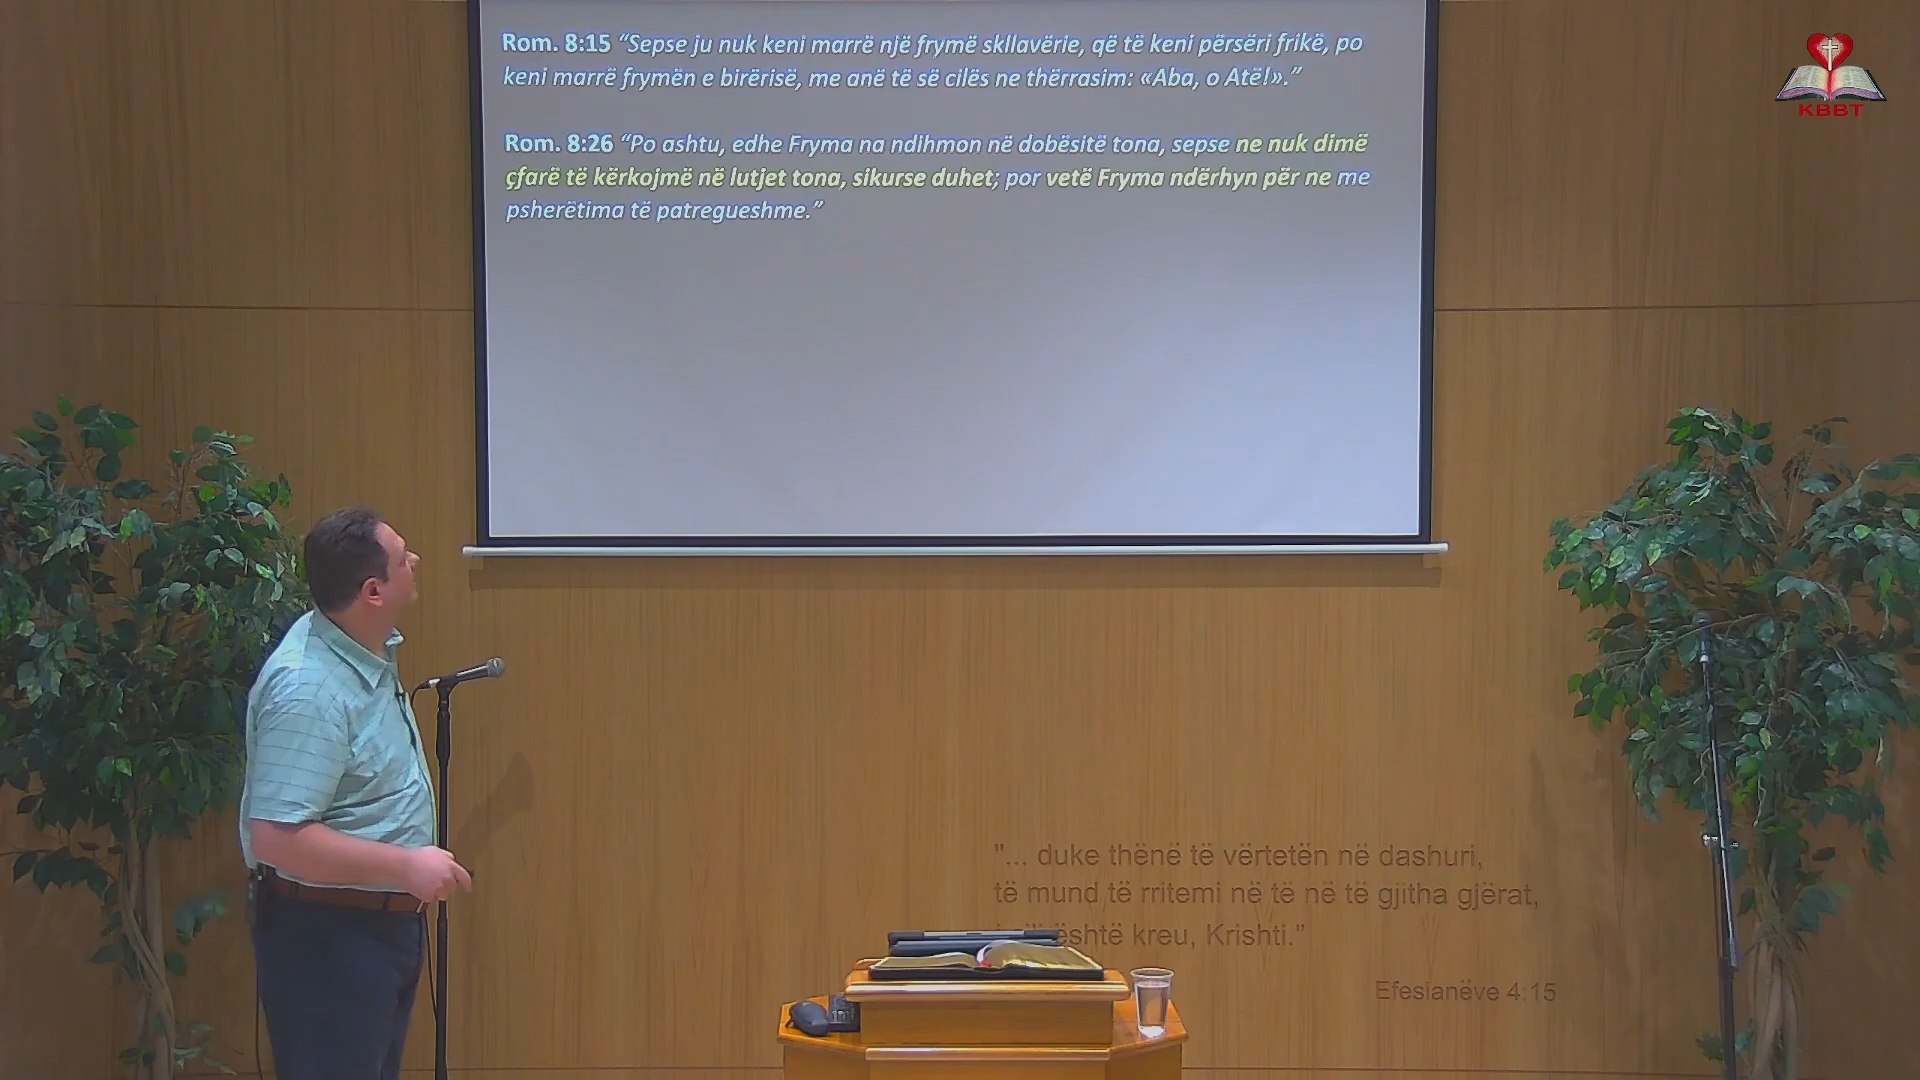 Rom. 8:15 “Sepse ju nuk keni marrë një frymë skllavërie, që të keni përsëri frikë, po
keni marrë frymën e birërisë, me anë të së cilës ne thërrasim: «Aba, o Atë!».”
Rom. 8:26 “Po ashtu, edhe Fryma na ndihmon në dobësitë tona, sepse ne nuk dimë
çfarë të kërkojmë në lutjet tona, sikurse duhet; por vetë Fryma ndërhyn për ne me
psherëtima të patregueshme.”
KBBT
"... duke thënë të vërtetën në dashuri,
të mund të rritemi në të në të gjitha gjërat,
është kreu, Krishti."
Efesianëve 4:15